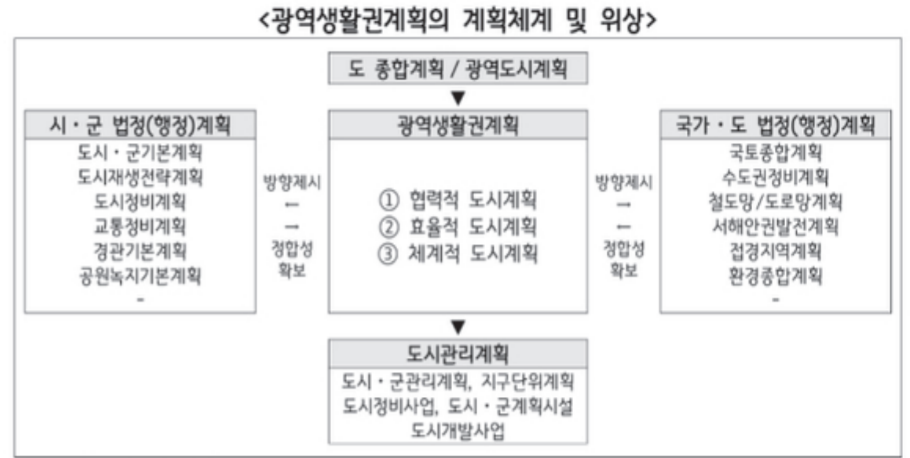 <광역생활권계획의 계획체계 및 위상>
도 종합계획 / 광역도시계획
▼
시・군 법정(행정)계획
도시・군기본계획
도시재생전략계획
도시정비계획
교통정비계획
경관기본계획
공원녹지기본계획
-
방향제시
←
→
정합성
확보
광역생활권계획
① 협력적 도시계획
② 효율적 도시계획
③ 체계적 도시계획
방향제시
→
←
정합성
확보
국가・도 법정(행정)계획
국토종합계획
수도권정비계획
철도망/도로망계획
서해안권발전계획
접경지역계획
환경종합계획
-
▼
도시관리계획
도시・군관리계획, 지구단위계획
도시정비사업, 도시・군계획시설
도시개발사업